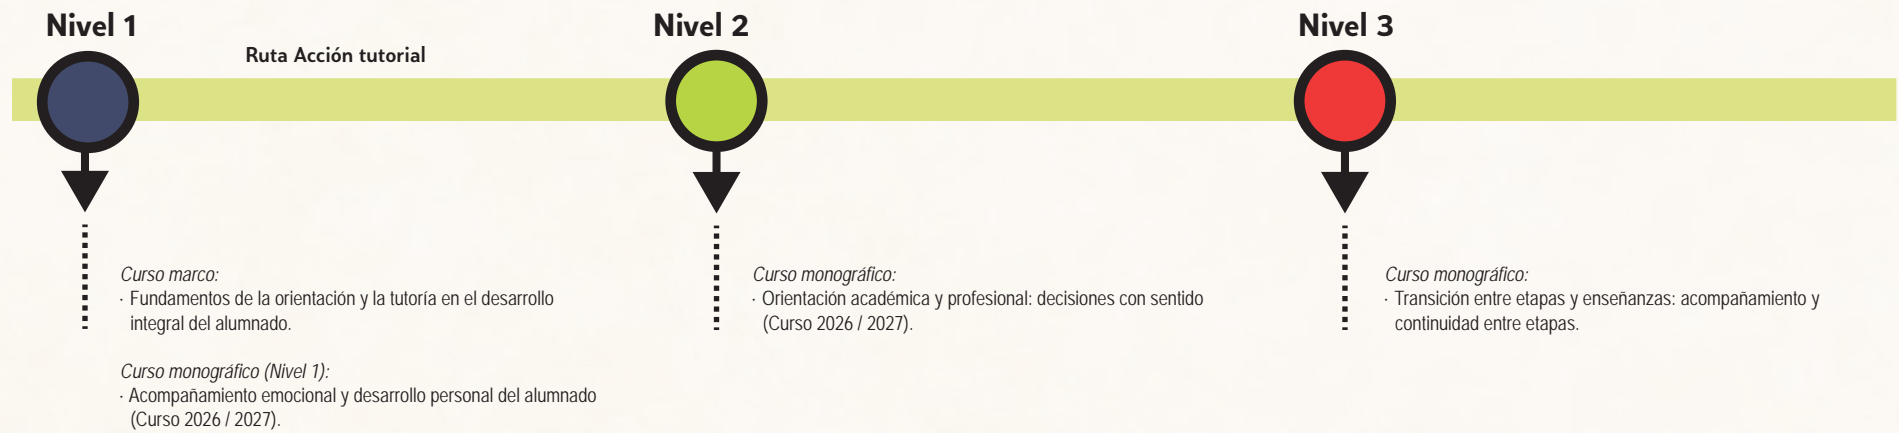 Nivel 1
Ruta Acción tutorial
Nivel 2
Nivel 3
Curso marco:
· Fundamentos de la orientación y la tutoría en el desarrollo
integral del alumnado.
Curso monográfico (Nivel 1):
· Acompañamiento emocional y desarrollo personal del alumnado
(Curso 2026 / 2027).
Curso monográfico:
· Orientación académica y profesional: decisiones con sentido
(Curso 2026 / 2027).
Curso monográfico:
· Transición entre etapas y enseñanzas: acompañamiento y
continuidad entre etapas.